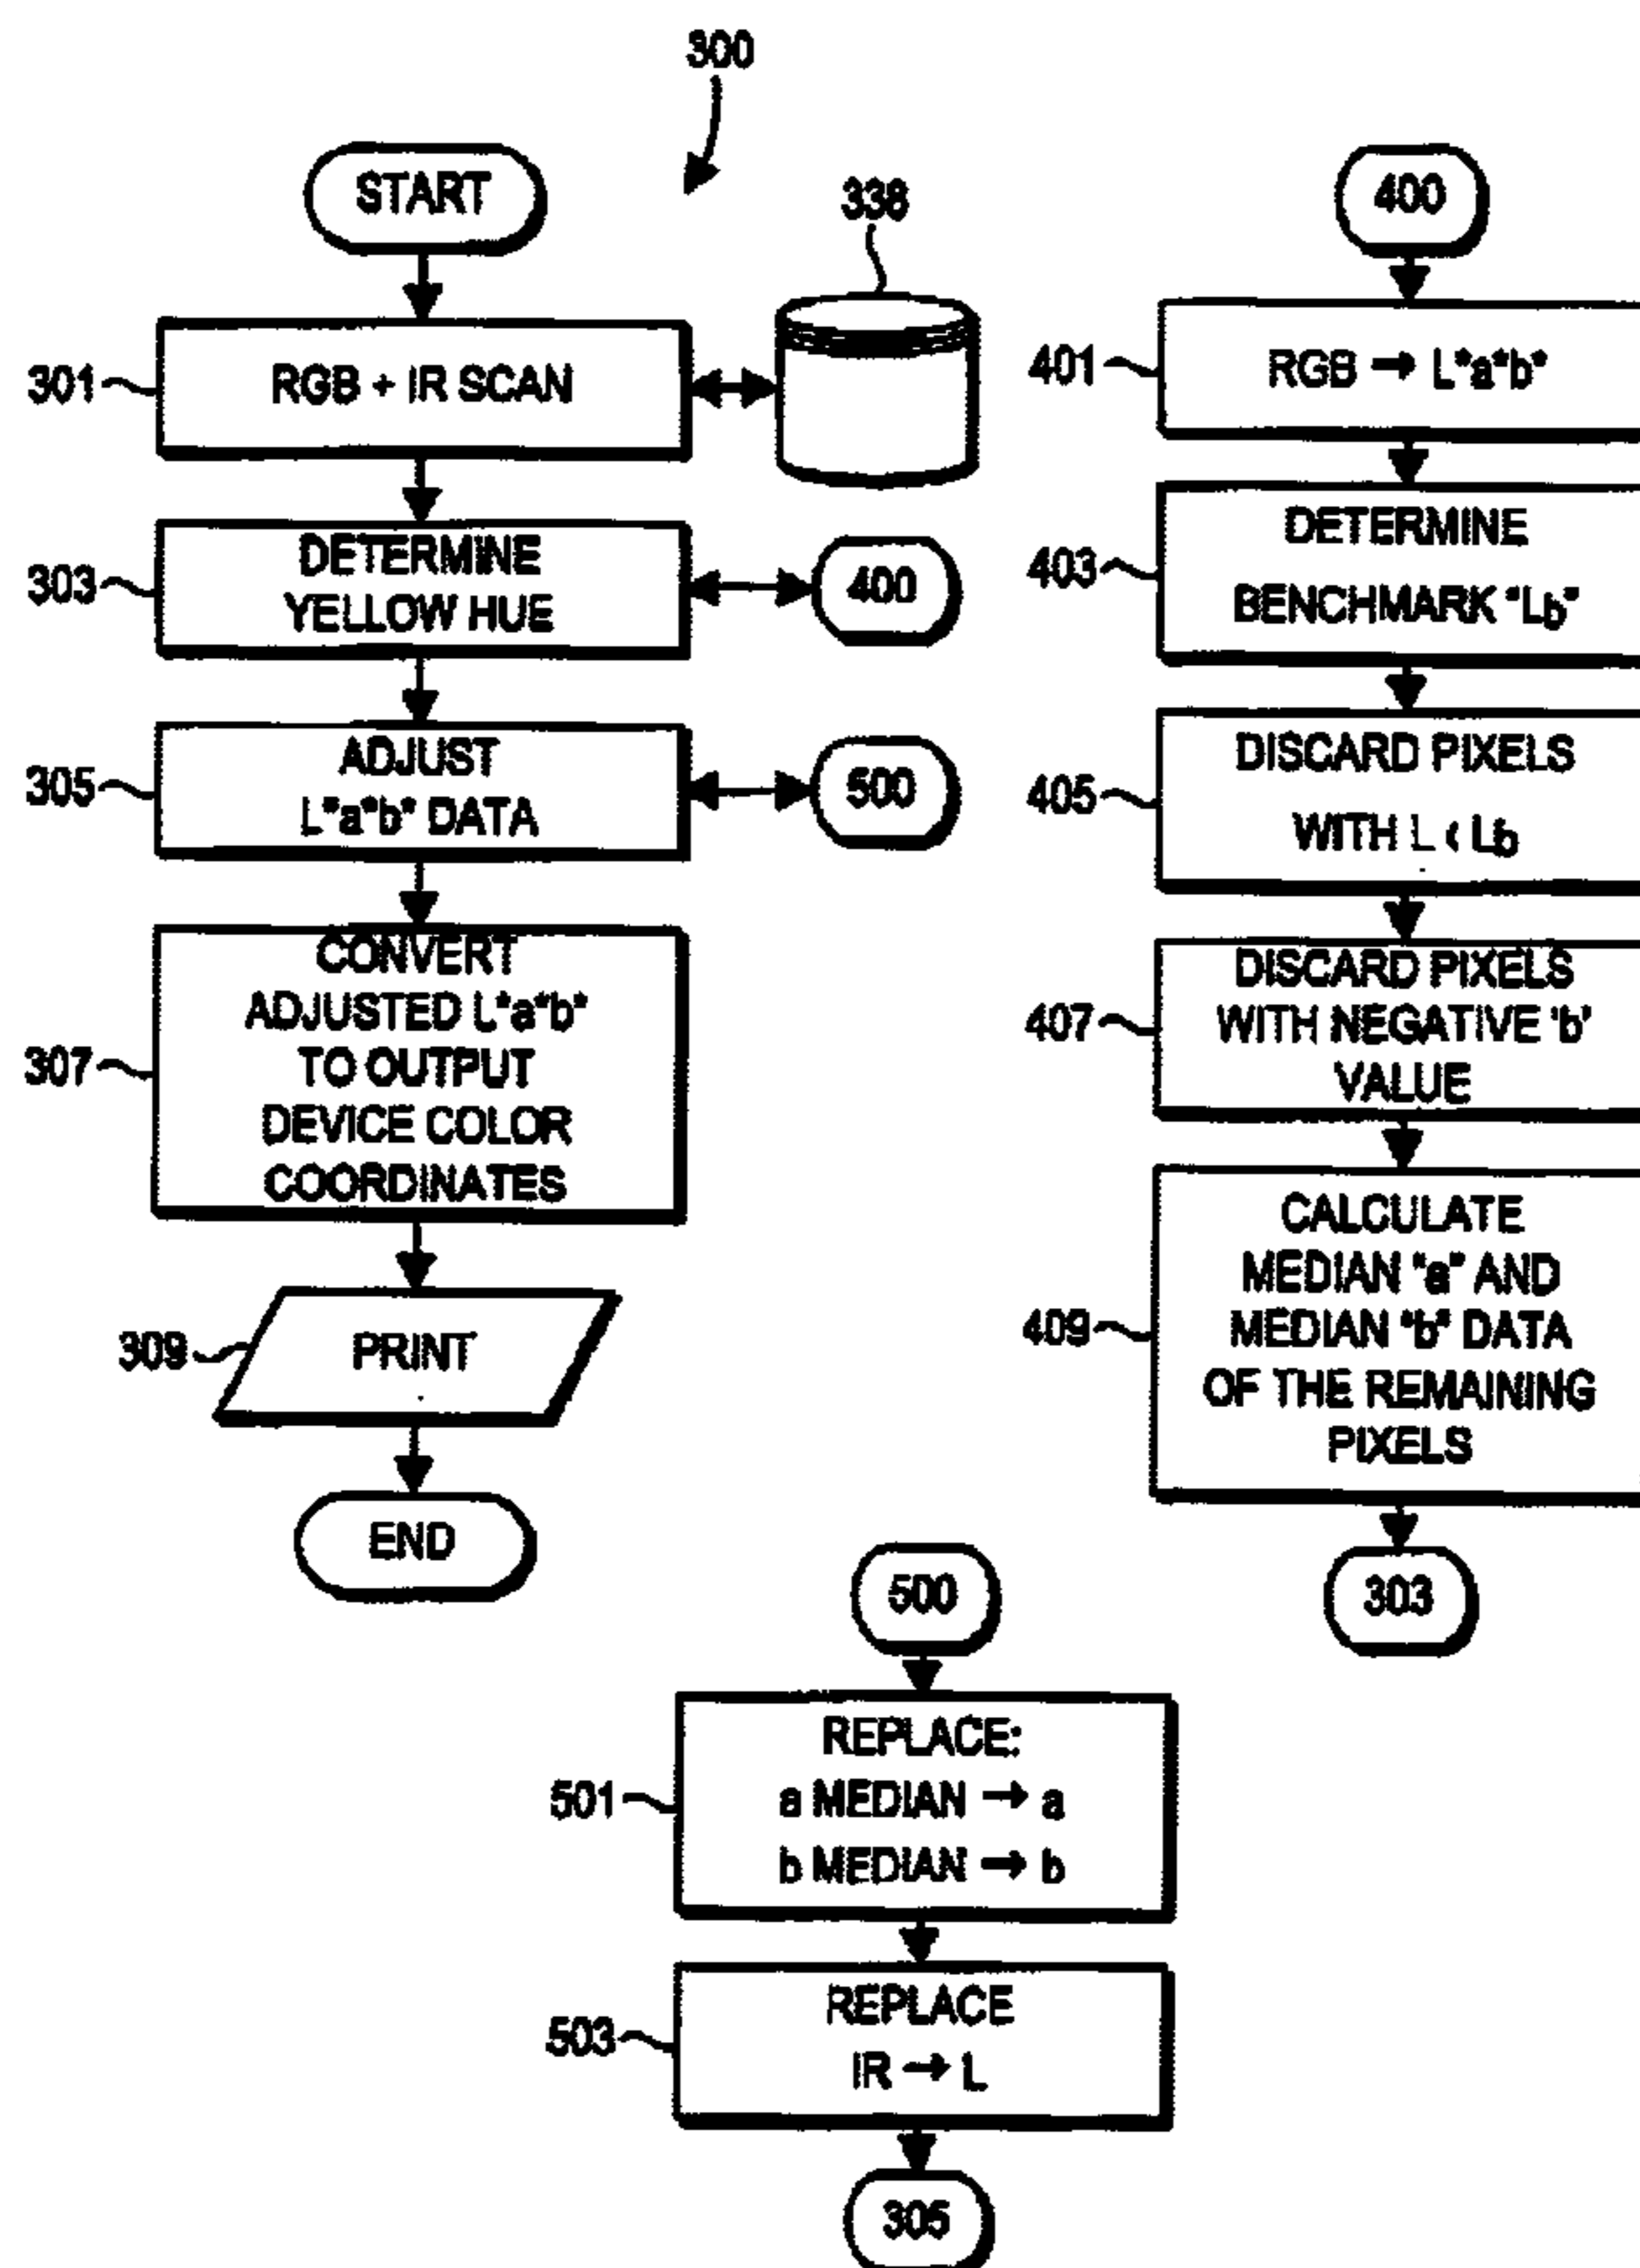 300
START
338
301
RGB + IR SCAN
303
DETERMINE
YELLOW HUE
400
305
ADJUST
L*a*b* DATA
500
307
CONVERT
ADJUSTED L*a*b*
TO OUTPUT
DEVICE COLOR
COORDINATES
309
PRINT
END
400
401
RGB → L*a*b*
403
DETERMINE
BENCHMARK "Lb"
405
DISCARD PIXELS
WITH L < Lb
407
DISCARD PIXELS
WITH NEGATIVE 'b'
VALUE
409
CALCULATE
MEDIAN "a" AND
MEDIAN "b" DATA
OF THE REMAINING
PIXELS
303
500
501
REPLACE:
a MEDIAN → a
b MEDIAN → b
503
REPLACE
IR → L
305